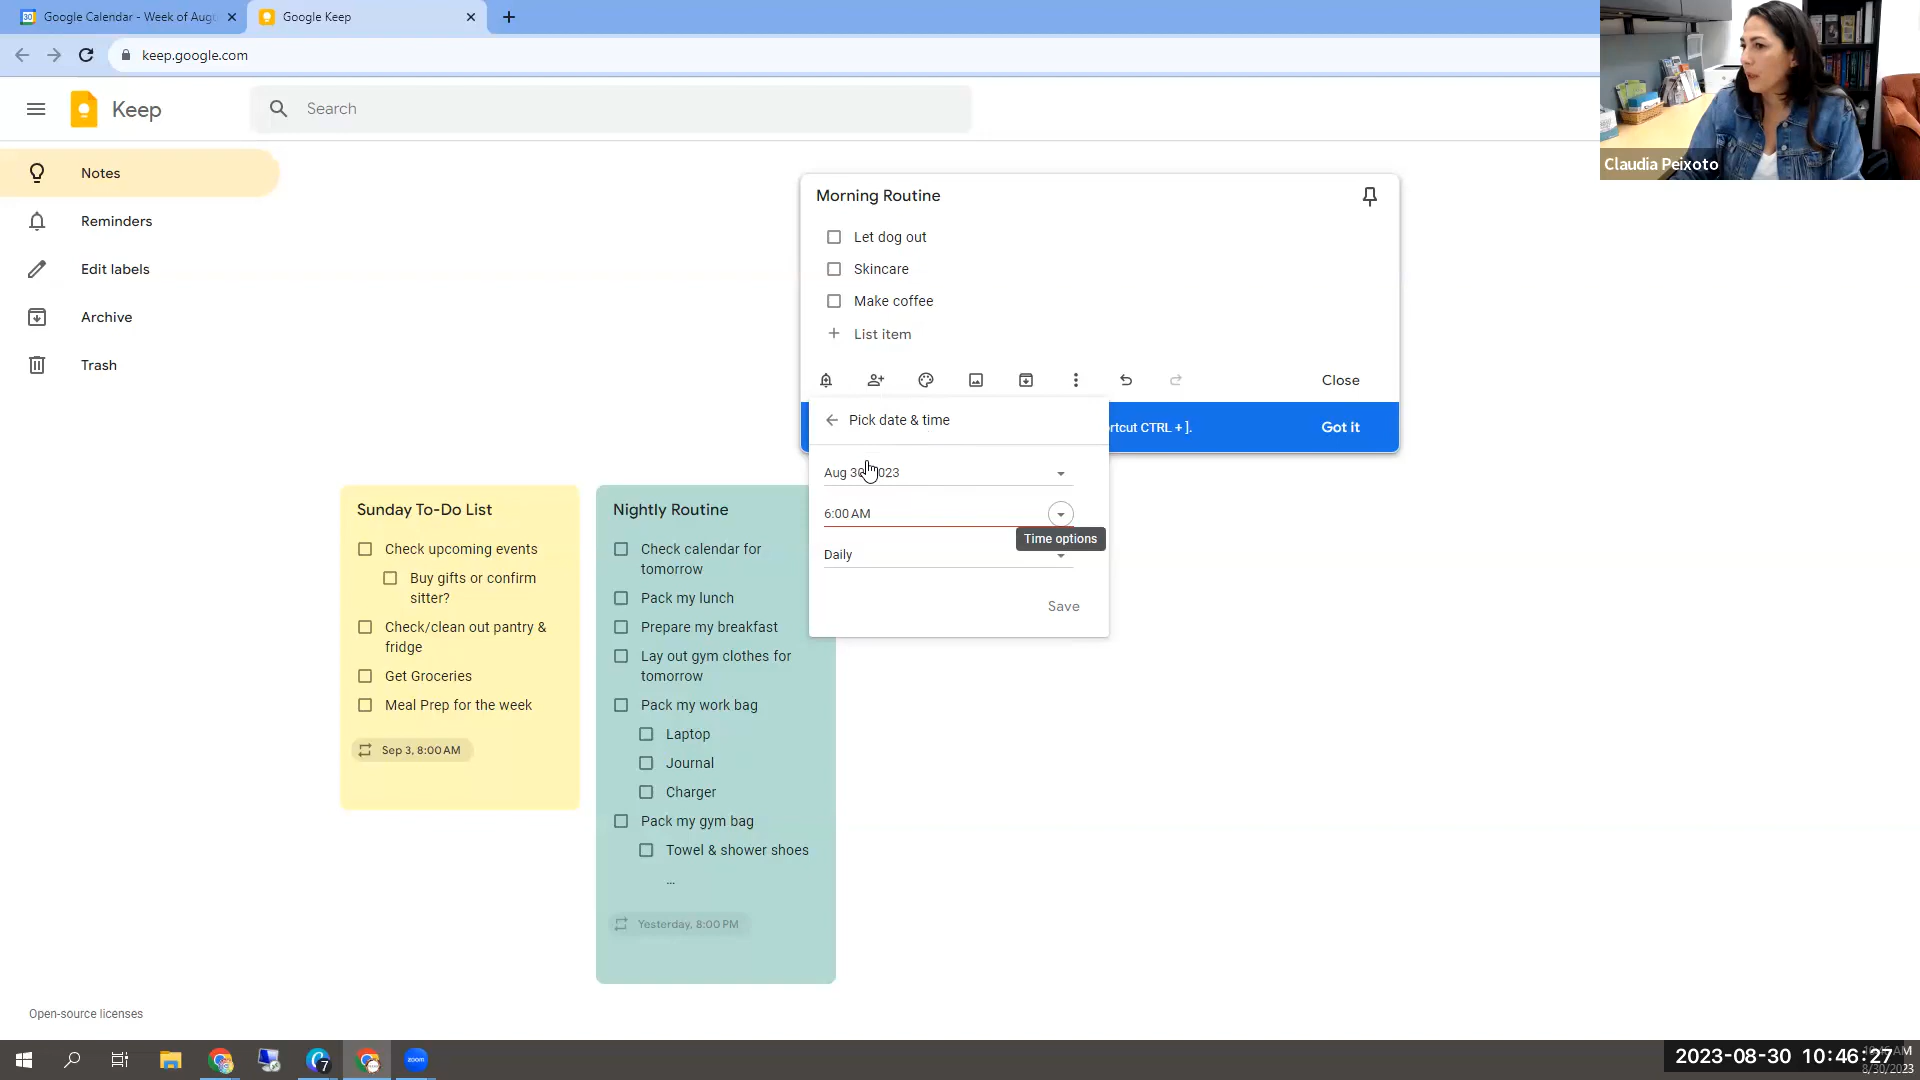 Google Calendar - Week of Aug
Google Keep
keep.google.com
Keep
Search
Notes
Reminders
Edit labels
Archive
Trash
Morning Routine
Let dog out
Skincare
Make coffee
+ List item
Close
Pick date & time
rtcut CTRL + ].
Got it
Aug 30 023
6:00 AM
Time options
Daily
Save
Sunday To-Do List
Check upcoming events
Buy gifts or confirm
sitter?
Check/clean out pantry &
fridge
Get Groceries
Meal Prep for the week
Sep 3, 8:00 AM
Nightly Routine
Check calendar for
tomorrow
Pack my lunch
Prepare my breakfast
Lay out gym clothes for
tomorrow
Pack my work bag
Laptop
Journal
Charger
Pack my gym bag
Towel & shower shoes
...
Yesterday, 8:00 PM
Open-source licenses
Claudia Peixoto
7
zoom
2023-08-30 10:46:27
AM
8/30/2023